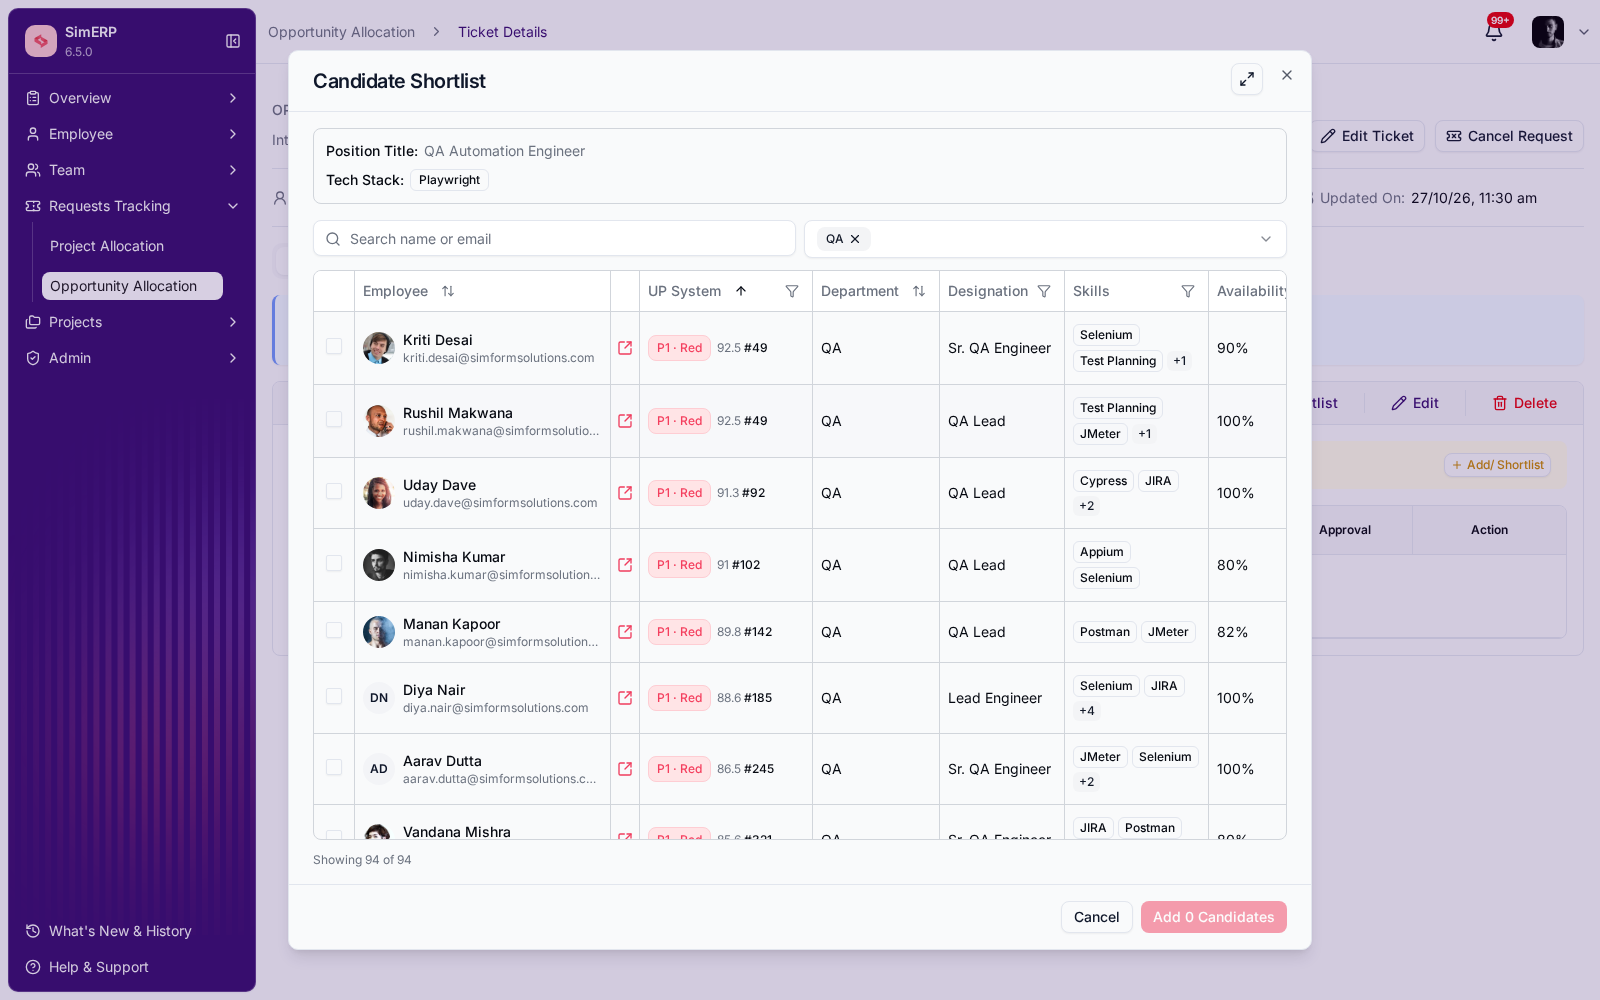 SimERP
6.5.0
Overview
Employee
Team
Requests Tracking
Project Allocation
Opportunity Allocation
Projects
Admin
What's New & History
Help & Support
Opportunity Allocation
Ticket Details
99+
Edit Ticket
Cancel Request
Updated On: 27/10/26, 11:30 am
Edit
Delete
+ Add/ Shortlist
Approval
Action
Candidate Shortlist
Position Title: QA Automation Engineer
Tech Stack: Playwright
Search name or email
QA
Employee UP System Department Designation Skills Availability
Kriti Desai
kriti.desai@simformsolutions.com
P1 · Red 92.5 #49
QA
Sr. QA Engineer
Selenium
Test Planning +1
90%
Rushil Makwana
rushil.makwana@simformsolutio...
P1 · Red 92.5 #49
QA
QA Lead
Test Planning
JMeter +1
100%
Uday Dave
uday.dave@simformsolutions.com
P1 · Red 91.3 #92
QA
QA Lead
Cypress JIRA
+2
100%
Nimisha Kumar
nimisha.kumar@simformsolution...
P1 · Red 91 #102
QA
QA Lead
Appium
Selenium
80%
Manan Kapoor
manan.kapoor@simformsolution...
P1 · Red 89.8 #142
QA
QA Lead
Postman JMeter
82%
DN
Diya Nair
diya.nair@simformsolutions.com
P1 · Red 88.6 #185
QA
Lead Engineer
Selenium JIRA
+4
100%
AD
Aarav Dutta
aarav.dutta@simformsolutions.c...
P1 · Red 86.5 #245
QA
Sr. QA Engineer
JMeter Selenium
+2
100%
Vandana Mishra
P1 · Red
QA
Sr. QA Engineer
JIRA Postman
Showing 94 of 94
Cancel
Add 0 Candidates